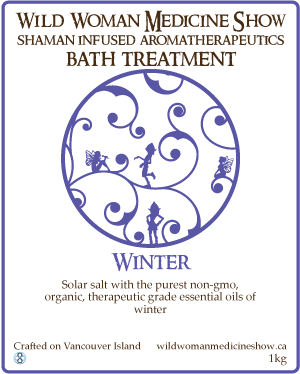 Wild Woman Medicine Show
Shaman Infused Aromatherapeutics
Bath Treatment
Winter
Solar salt with the purest non-gmo,
organic, therapeutic grade essential oils of
winter
Crafted on Vancouver Island wildwomanmedicineshow.ca
1kg